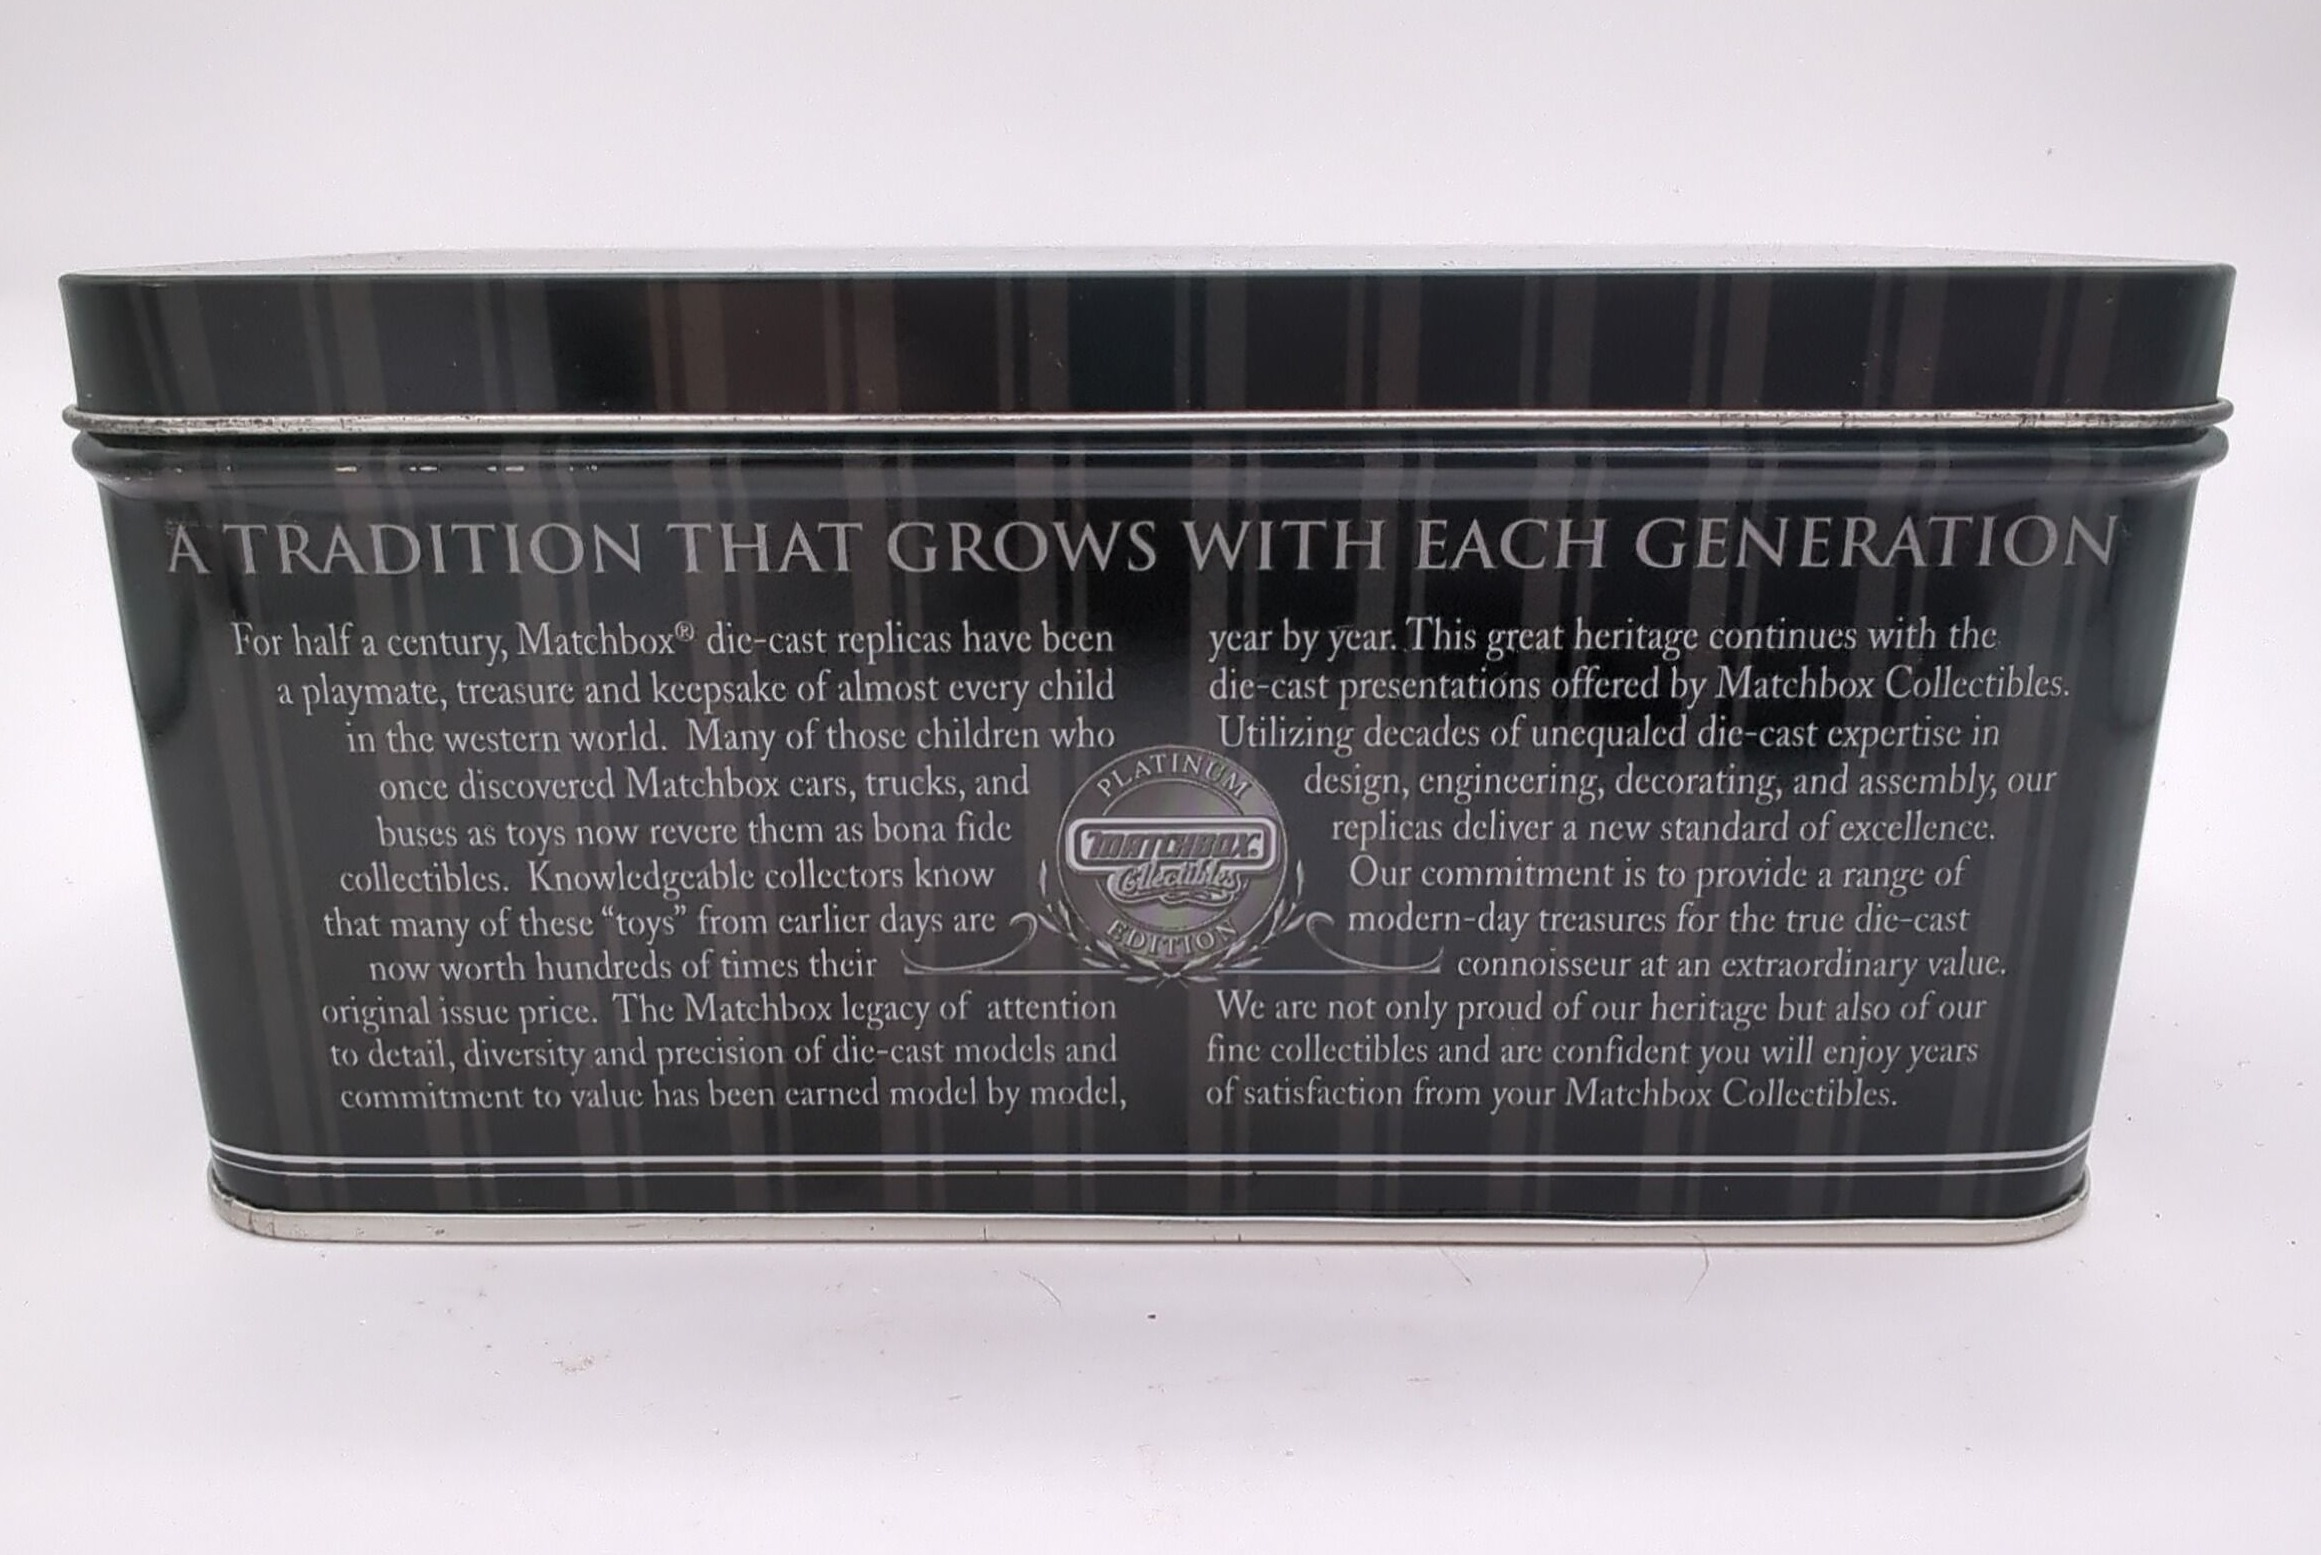 A TRADITION THAT GROWS WITH EACH GENERATION
For half a century, Matchbox® die-cast replicas have been
a playmate, treasure and keepsake of almost every child
in the western world. Many of those children who
once discovered Matchbox cars, trucks, and
buses as toys now revere them as bona fide
collectibles. Knowledgeable collectors know
that many of these “toys” from earlier days are
now worth hundreds of times their
original issue price. The Matchbox legacy of attention
to detail, diversity and precision of die-cast models and
commitment to value has been earned model by model,
year by year. This great heritage continues with the
die-cast presentations offered by Matchbox Collectibles.
Utilizing decades of unequaled die-cast expertise in
design, engineering, decorating, and assembly, our
replicas deliver a new standard of excellence.
Our commitment is to provide a range of
modern-day treasures for the true die-cast
connoisseur at an extraordinary value.
We are not only proud of our heritage but also of our
fine collectibles and are confident you will enjoy years
of satisfaction from your Matchbox Collectibles.
PLATINUM
MATCHBOX
Collectibles
EDITION